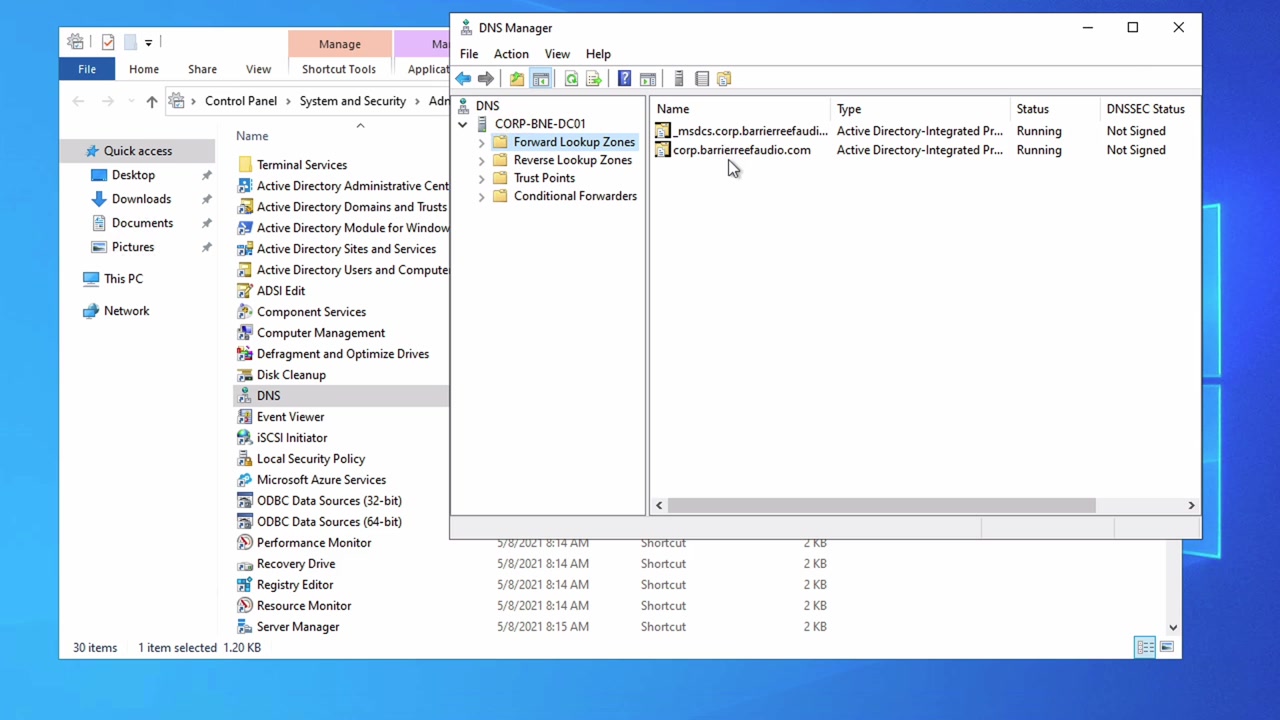 Manage
Ma
File
Home
Share
View
Shortcut Tools
Applicat
Control Panel
System and Security
Adm
Quick access
Desktop
Downloads
Documents
Pictures
This PC
Network
Name
Terminal Services
Active Directory Administrative Cent
Active Directory Domains and Trusts
Active Directory Module for Window
Active Directory Sites and Services
Active Directory Users and Compute
ADSI Edit
Component Services
Computer Management
Defragment and Optimize Drives
Disk Cleanup
DNS
Event Viewer
iSCSI Initiator
Local Security Policy
Microsoft Azure Services
ODBC Data Sources (32-bit)
ODBC Data Sources (64-bit)
Performance Monitor 5/8/2021 8:14 AM Shortcut 2 KB
Recovery Drive 5/8/2021 8:14 AM Shortcut 2 KB
Registry Editor 5/8/2021 8:14 AM Shortcut 2 KB
Resource Monitor 5/8/2021 8:14 AM Shortcut 2 KB
Server Manager 5/8/2021 8:15 AM Shortcut 2 KB
30 items 1 item selected 1.20 KB
DNS Manager
File Action View Help
DNS
CORP-BNE-DC01
Forward Lookup Zones
Reverse Lookup Zones
Trust Points
Conditional Forwarders
Name Type Status DNSSEC Status
_msdcs.corp.barrierreefaudi... Active Directory-Integrated Pr... Running Not Signed
corp.barrierreefaudio.com Active Directory-Integrated Pr... Running Not Signed